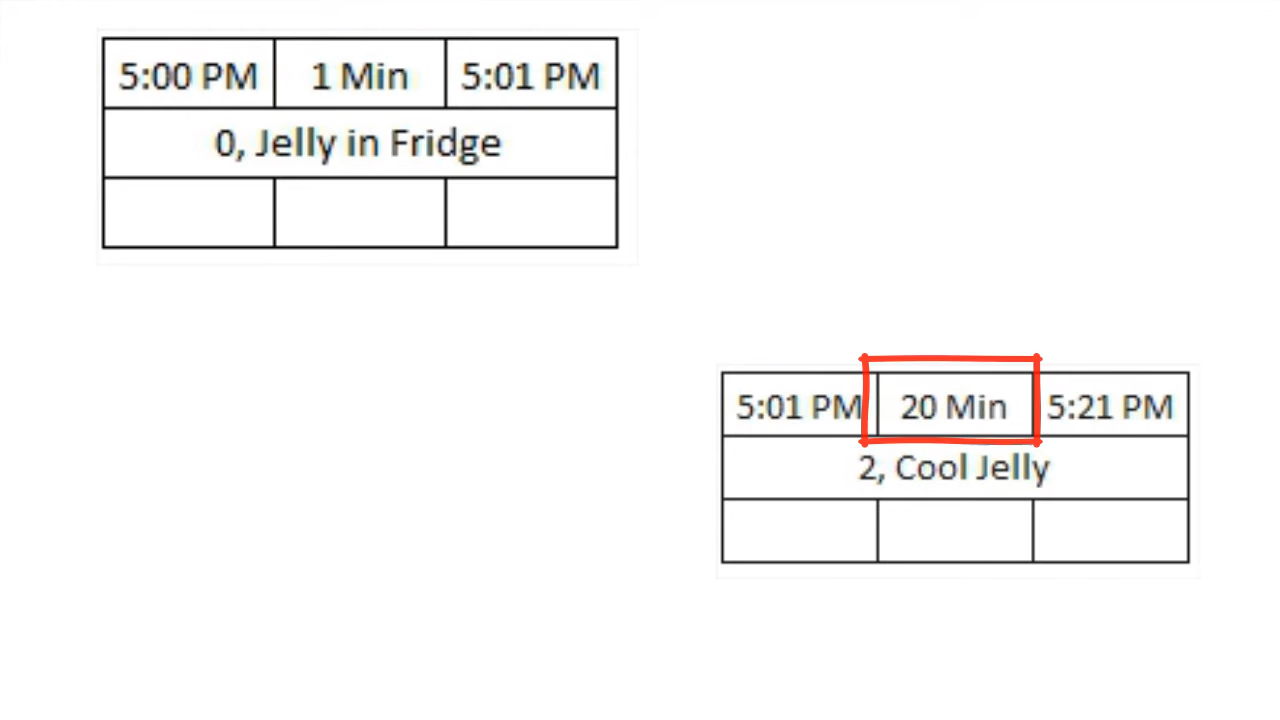 5:00 PM 1 Min 5:01 PM
0, Jelly in Fridge
5:01 PM 20 Min 5:21 PM
2, Cool Jelly